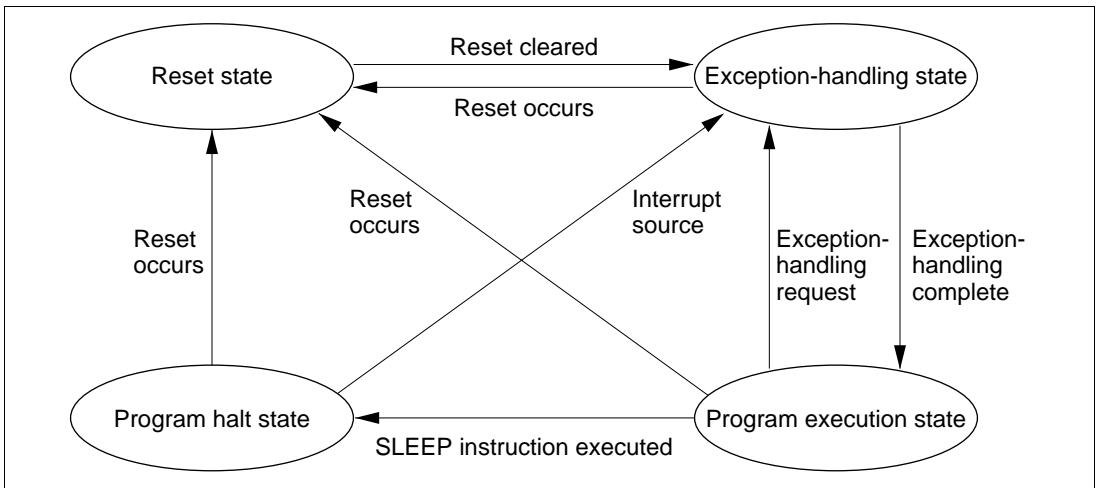 Reset cleared
Reset state
Exception-handling state
Reset occurs
Reset
occurs
Interrupt
source
Reset
occurs
Exception-
handling
request
Exception-
handling
complete
Program halt state
Program execution state
SLEEP instruction executed